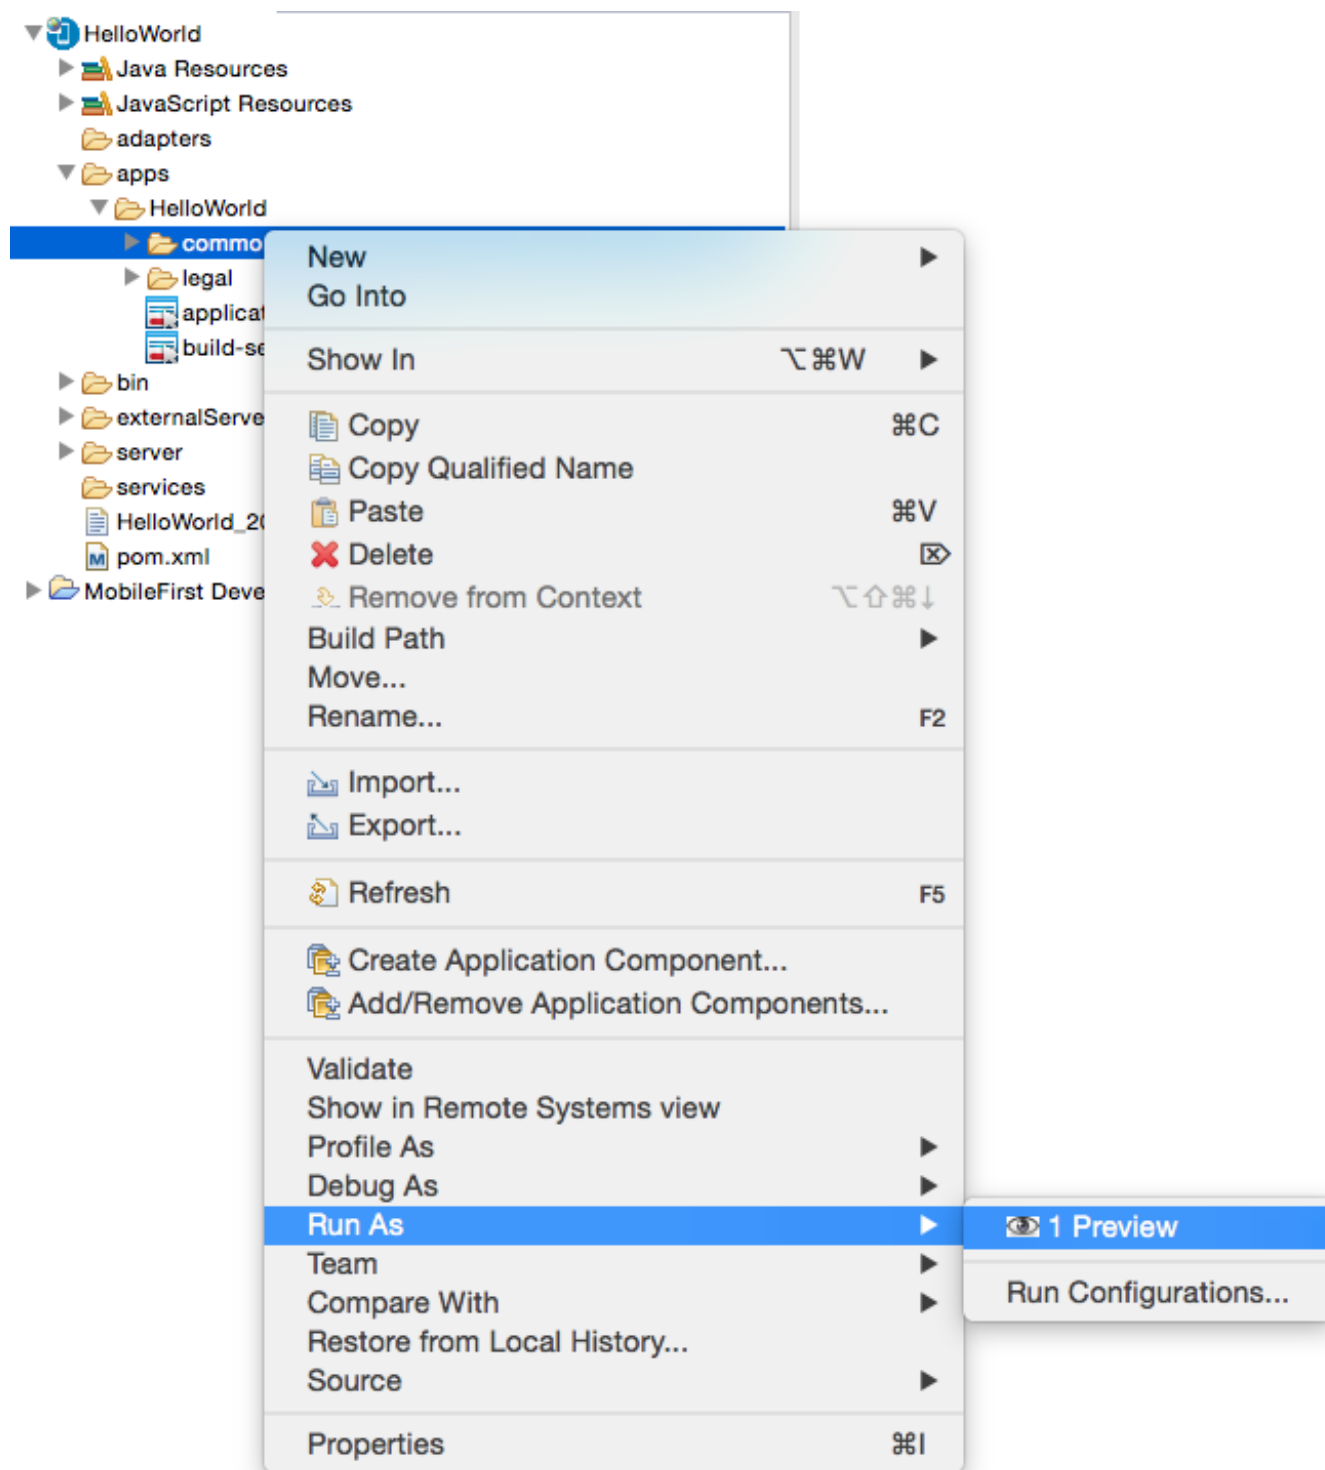 HelloWorld
Java Resources
JavaScript Resources
adapters
apps
HelloWorld
commo
legal
applicat
build-se
bin
externalServe
server
services
HelloWorld_20
pom.xml
MobileFirst Deve
New
Go Into
Show In ⌥⌘W
Copy ⌘C
Copy Qualified Name
Paste ⌘V
Delete ⌦
Remove from Context ⌥⇧⌘↓
Build Path
Move...
Rename... F2
Import...
Export...
Refresh F5
Create Application Component...
Add/Remove Application Components...
Validate
Show in Remote Systems view
Profile As
Debug As
Run As
Team
Compare With
Restore from Local History...
Source
Properties ⌘I
1 Preview
Run Configurations...